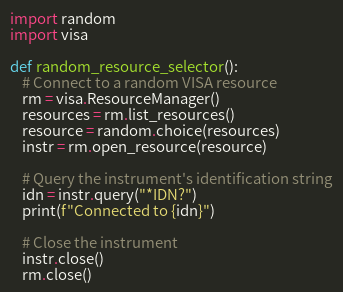 import random
import visa

def random_resource_selector():
    # Connect to a random VISA resource
    rm = visa.ResourceManager()
    resources = rm.list_resources()
    resource = random.choice(resources)
    instr = rm.open_resource(resource)

    # Query the instrument's identification string
    idn = instr.query("*IDN?")
    print(f"Connected to {idn}")

    # Close the instrument
    instr.close()
    rm.close()